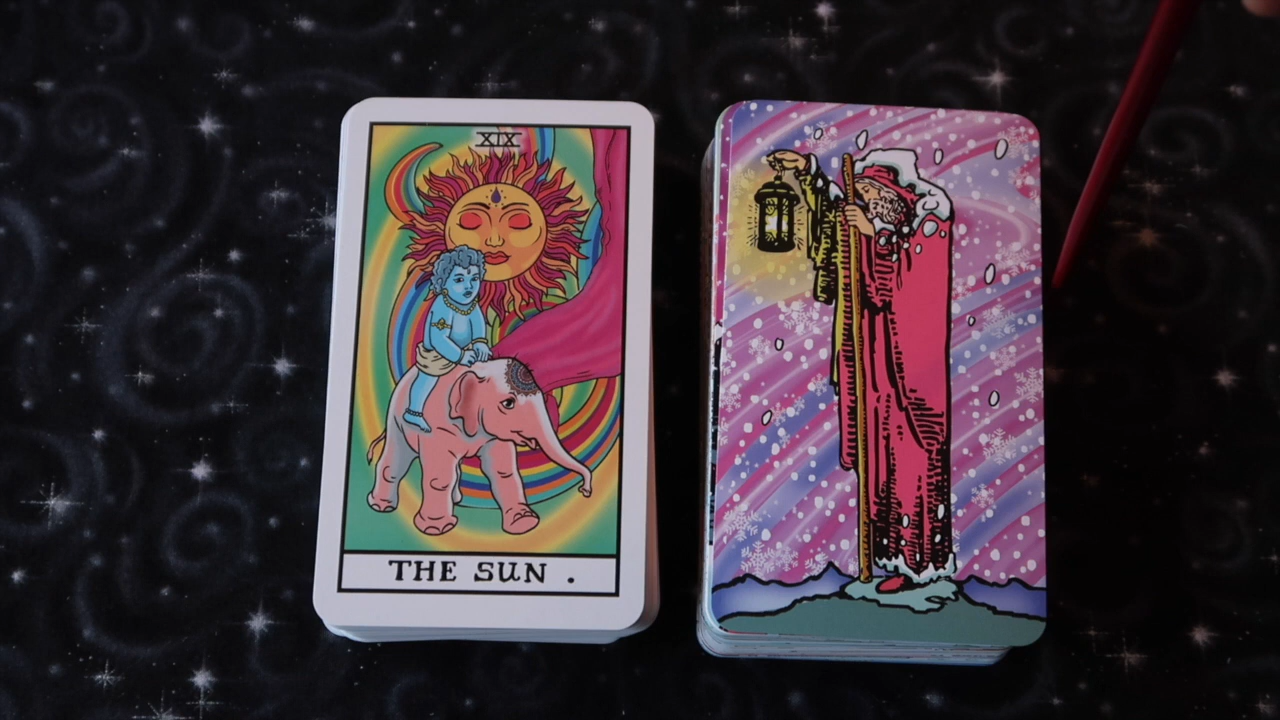 XIX
THE SUN .